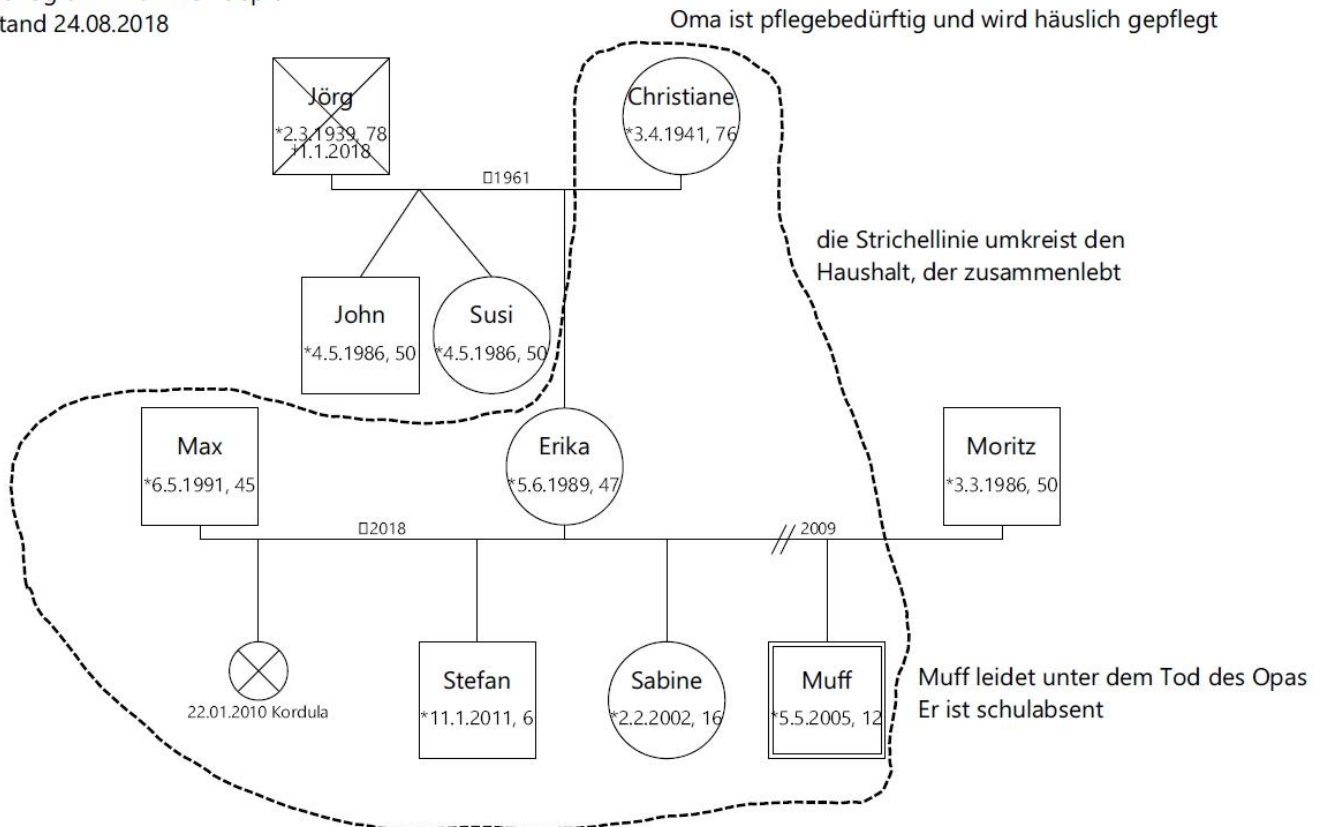 tand 24.08.2018
Oma ist pflegebedürftig und wird häuslich gepflegt
Jörg
*2.3.1939, 78
+1.1.2018
Christiane
*3.4.1941, 76
1961
die Strichellinie umkreist den
Haushalt, der zusammenlebt
John
*4.5.1986, 50
Susi
*4.5.1986, 50
Max
*6.5.1991, 45
Erika
*5.6.1989, 47
Moritz
*3.3.1986, 50
2018
2009
Stefan
*11.1.2011, 6
Sabine
*2.2.2002, 16
Muff
*5.5.2005, 12
Muff leidet unter dem Tod des Opas
Er ist schulabsent
22.01.2010 Kordula